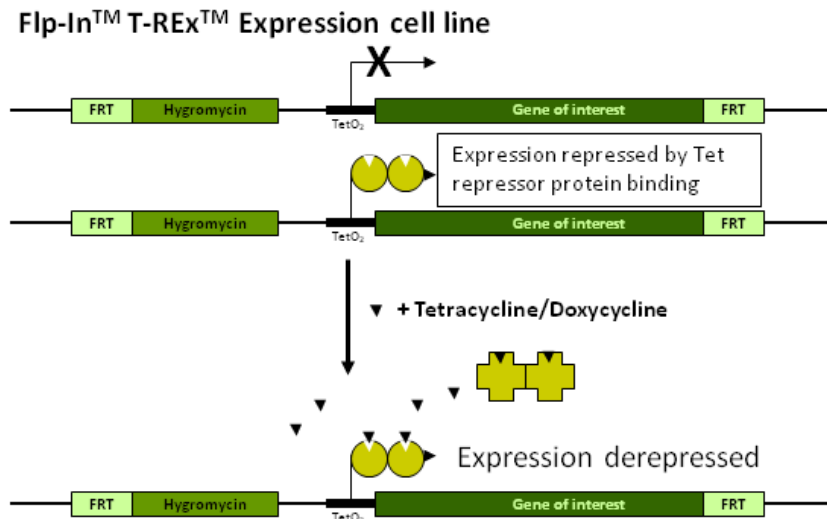 Flp-In™ T-REx™ Expression cell line
X
FRT Hygromycin Gene of interest FRT
TetO₂
Expression repressed by Tet
repressor protein binding
FRT Hygromycin Gene of interest FRT
TetO₂
+ Tetracycline/Doxycycline
Expression derepressed
FRT Hygromycin Gene of interest FRT
TetO₂